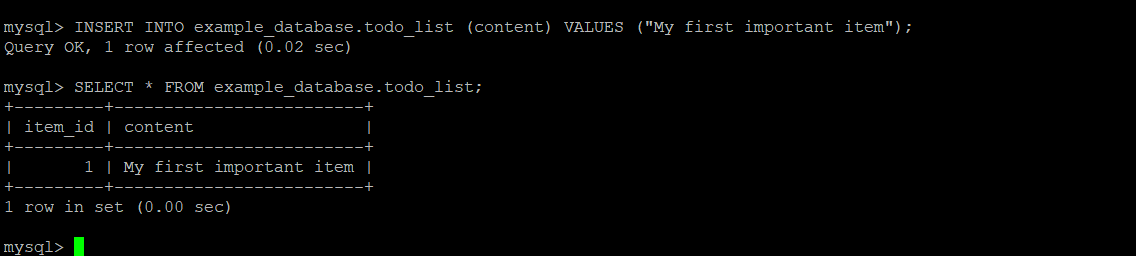 mysql> INSERT INTO example_database.todo_list (content) VALUES ("My first important item");
Query OK, 1 row affected (0.02 sec)
mysql> SELECT * FROM example_database.todo_list;
+---------+-------------------------+
| item_id | content                 |
+---------+-------------------------+
|       1 | My first important item |
+---------+-------------------------+
1 row in set (0.00 sec)
mysql>